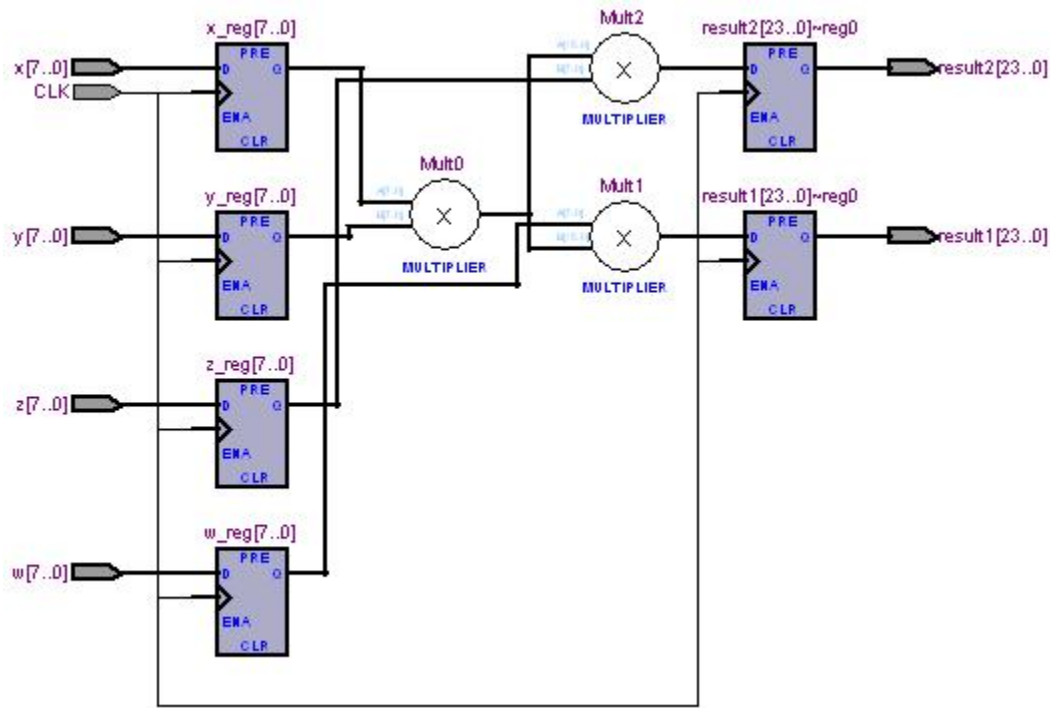 x_reg[7..0]
x[7..0]
CLK
PRE
D
Q
ENA
CLR
y_reg[7..0]
y[7..0]
PRE
D
Q
ENA
CLR
z_reg[7..0]
z[7..0]
PRE
D
Q
ENA
CLR
w_reg[7..0]
w[7..0]
PRE
D
Q
ENA
CLR
Mult0
MULTIPLIER
Mult2
MULTIPLIER
Mult1
MULTIPLIER
result2[23..0]~reg0
PRE
D
Q
ENA
CLR
result2[23..0]
result1[23..0]~reg0
PRE
D
Q
ENA
CLR
result1[23..0]